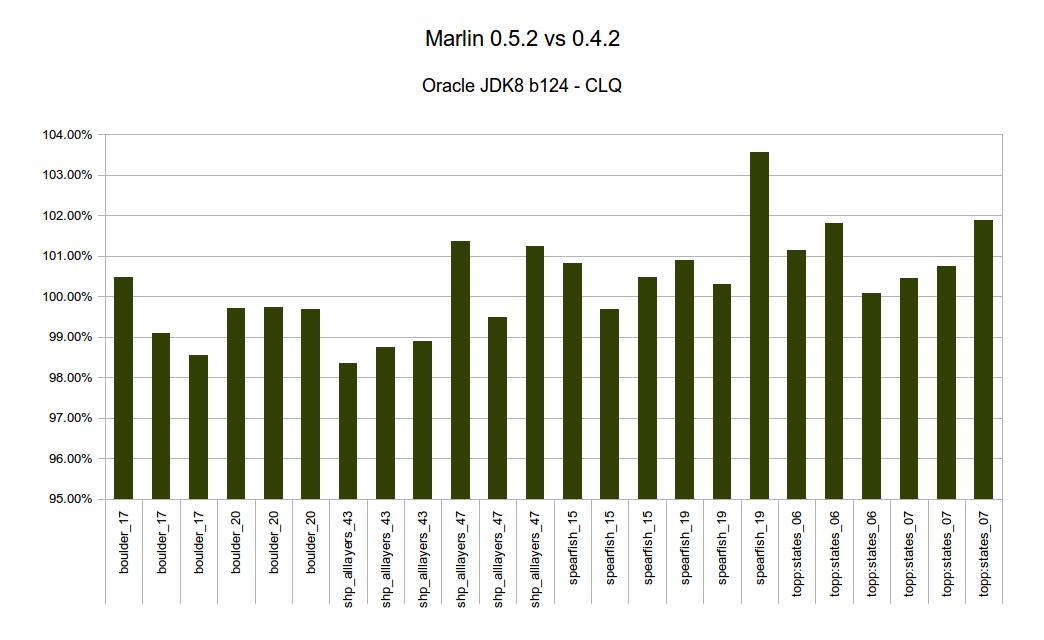 Marlin 0.5.2 vs 0.4.2
Oracle JDK8 b124 - CLQ
104.00%
103.00%
102.00%
101.00%
100.00%
99.00%
98.00%
97.00%
96.00%
95.00%
boulder_17
boulder_17
boulder_17
boulder_20
boulder_20
boulder_20
shp_alllayers_43
shp_alllayers_43
shp_alllayers_43
shp_alllayers_47
shp_alllayers_47
shp_alllayers_47
spearfish_15
spearfish_15
spearfish_15
spearfish_19
spearfish_19
spearfish_19
topp:states_06
topp:states_06
topp:states_06
topp:states_07
topp:states_07
topp:states_07